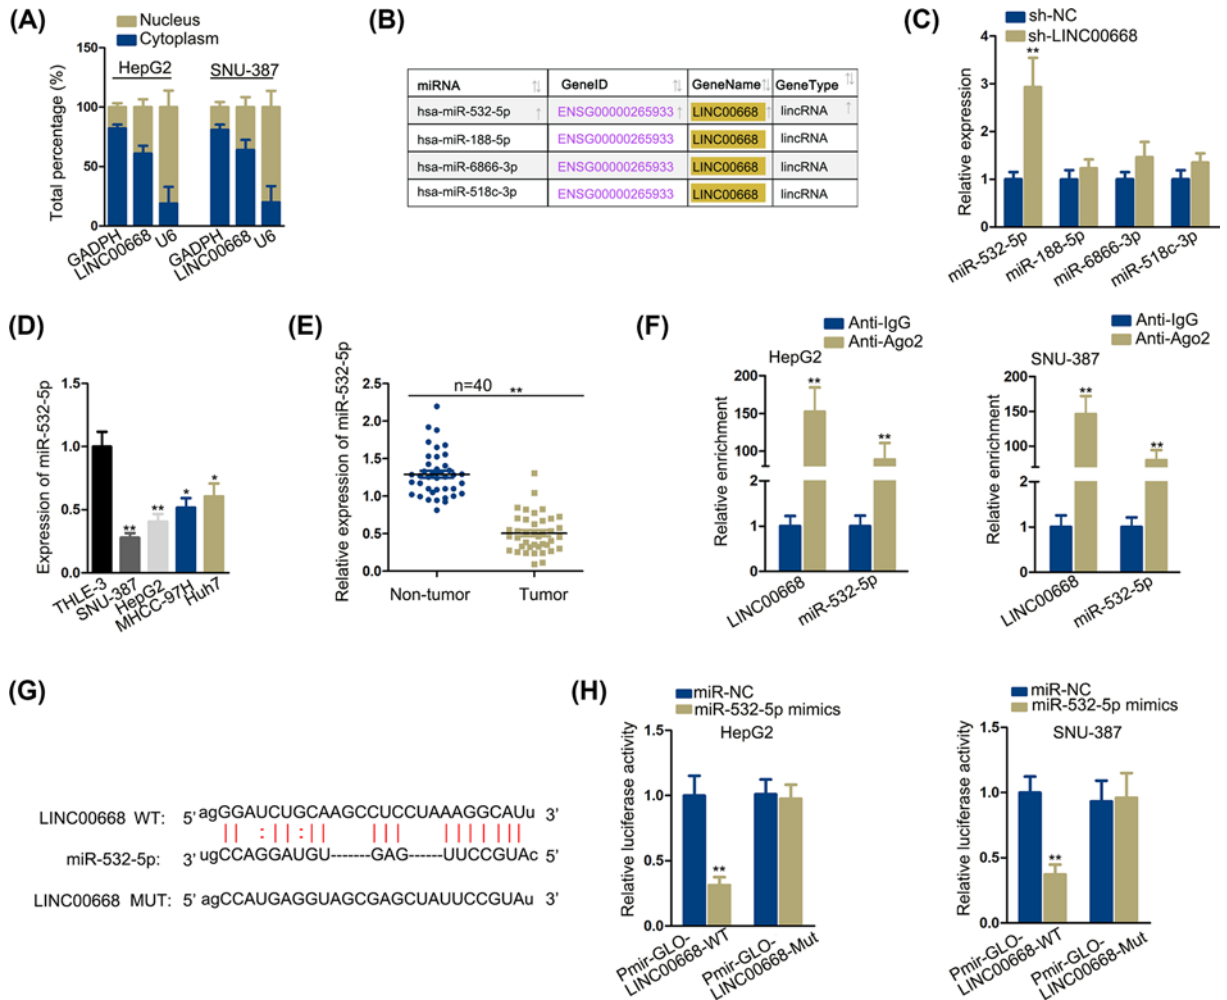 (A)
Nucleus
Cytoplasm
HepG2
SNU-387
Total percentage (%)
150
100
50
0
GADPH
LINC00668
U6
GADPH
LINC00668
U6
(B)
miRNA GeneID GeneName GeneType
hsa-miR-532-5p ENSG00000265933 LINC00668 lincRNA
hsa-miR-188-5p ENSG00000265933 LINC00668 lincRNA
hsa-miR-6866-3p ENSG00000265933 LINC00668 lincRNA
hsa-miR-518c-3p ENSG00000265933 LINC00668 lincRNA
(C)
sh-NC
sh-LINC00668
Relative expression
4
3
2
1
0
**
miR-532-5p
miR-188-5p
miR-6866-3p
miR-518c-3p
(D)
Expression of miR-532-5p
1.5
1.0
0.5
0.0
**
**
*
*
THLE-3
SNU-387
HepG2
MHCC-97H
Huh7
(E)
Relative expression of miR-532-5p
2.5
2.0
1.5
1.0
0.5
0.0
n=40
**
Non-tumor
Tumor
(F)
Anti-IgG
Anti-Ago2
HepG2
Relative enrichment
200
150
100
2
1
0
**
**
LINC00668
miR-532-5p
Anti-IgG
Anti-Ago2
SNU-387
Relative enrichment
200
150
100
50
2
1
0
**
**
LINC00668
miR-532-5p
(G)
LINC00668 WT: 5' agGGAUCUGCAAGCCUCCUAAAGGCAUu 3'
miR-532-5p: 3' ugCCAGGAUGU-------GAG------UUCCGUAc 5'
LINC00668 MUT: 5' agCCAUGAGGUAGCGAGCUAUUCCGUAu 3'
(H)
miR-NC
miR-532-5p mimics
HepG2
Relative luciferase activity
1.5
1.0
0.5
0.0
**
Pmir-GLO-
LINC00668-WT
Pmir-GLO-
LINC00668-Mut
miR-NC
miR-532-5p mimics
SNU-387
Relative luciferase activity
1.5
1.0
0.5
0.0
**
Pmir-GLO-
LINC00668-WT
Pmir-GLO-
LINC00668-Mut